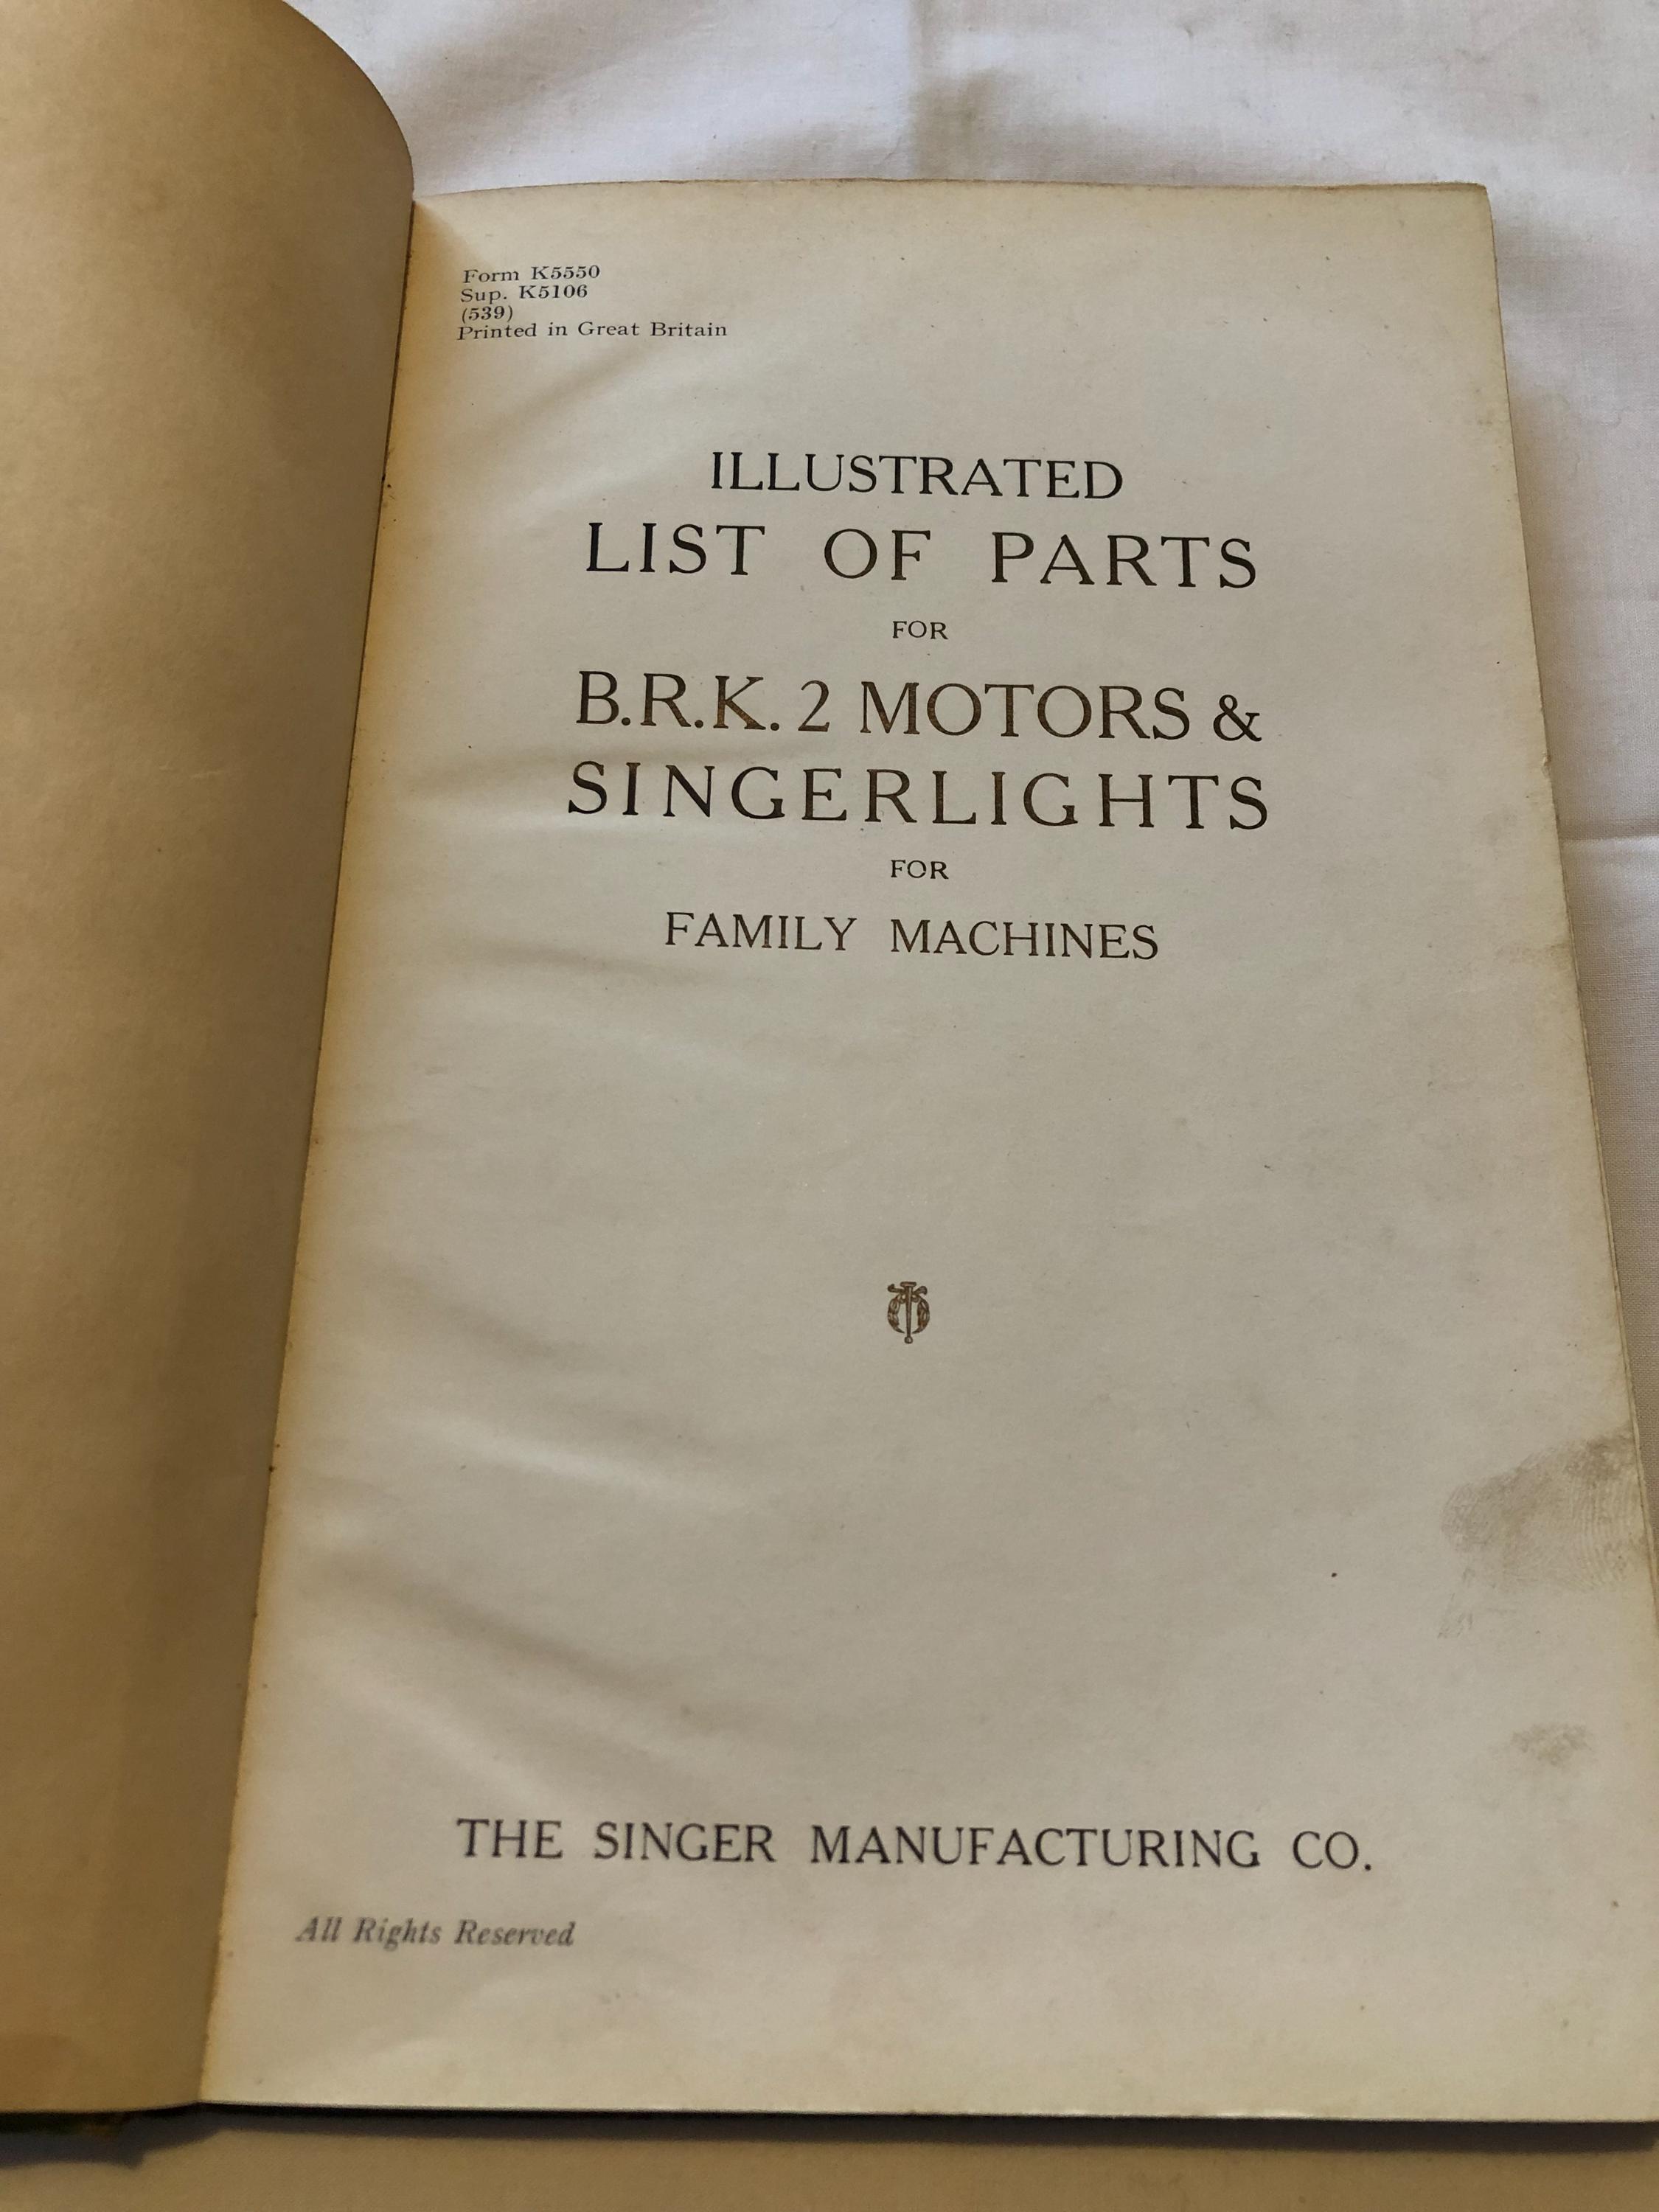 Form K5550
Sup. K5106
(539)
Printed in Great Britain
ILLUSTRATED
LIST OF PARTS
FOR
B.R.K. 2 MOTORS &
SINGERLIGHTS
FOR
FAMILY MACHINES
THE SINGER MANUFACTURING CO.
All Rights Reserved